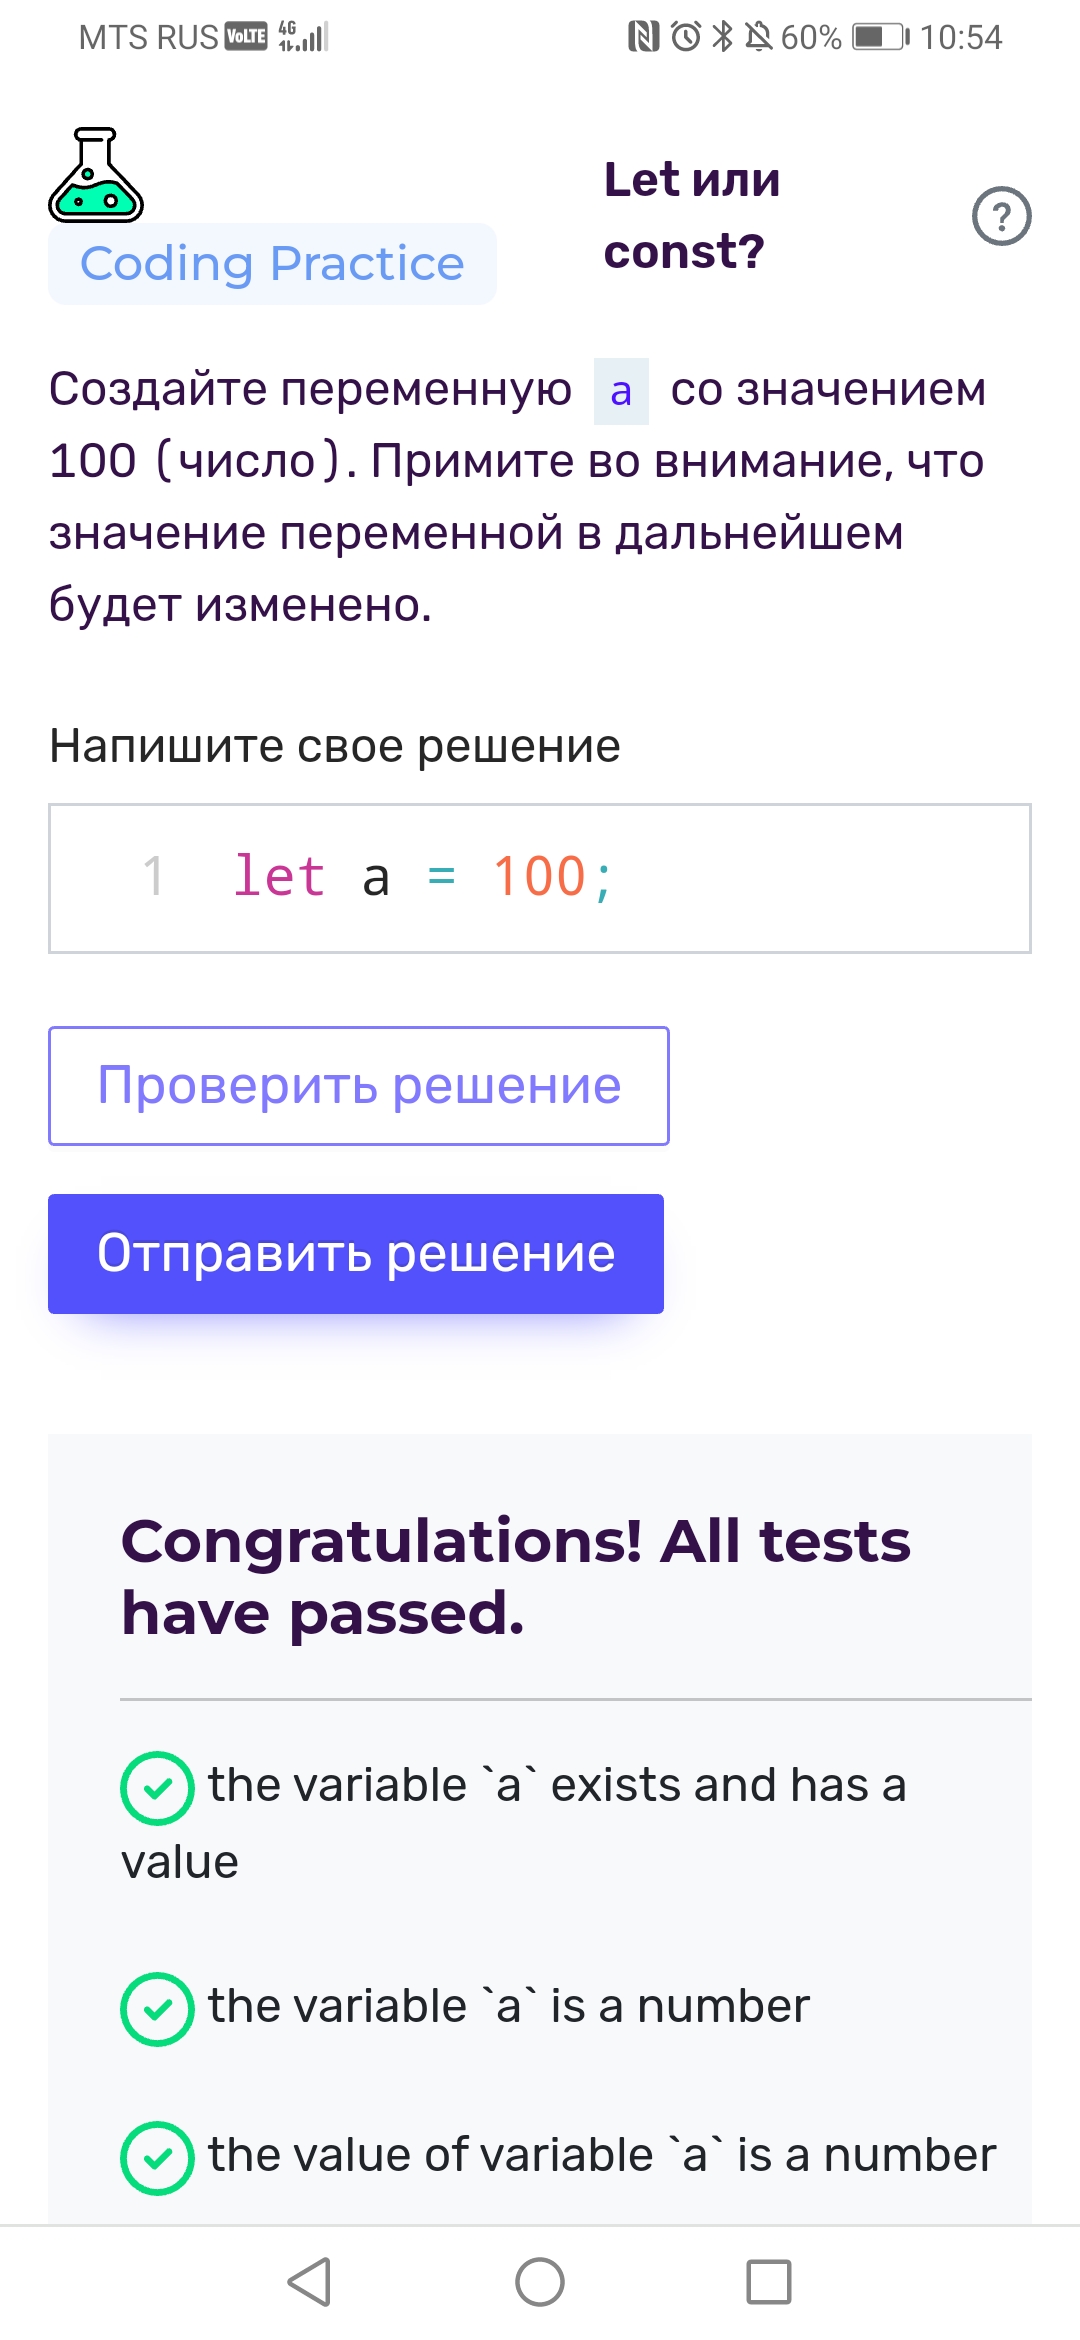 MTS RUS VoLTE 4G 60% 10:54
Let или
const?
?
Coding Practice
Создайте переменную a со значением
100 (число). Примите во внимание, что
значение переменной в дальнейшем
будет изменено.
Напишите свое решение
1 let a = 100;
Проверить решение
Отправить решение
Congratulations! All tests
have passed.
the variable `a` exists and has a
value
the variable `a` is a number
the value of variable `a` is a number